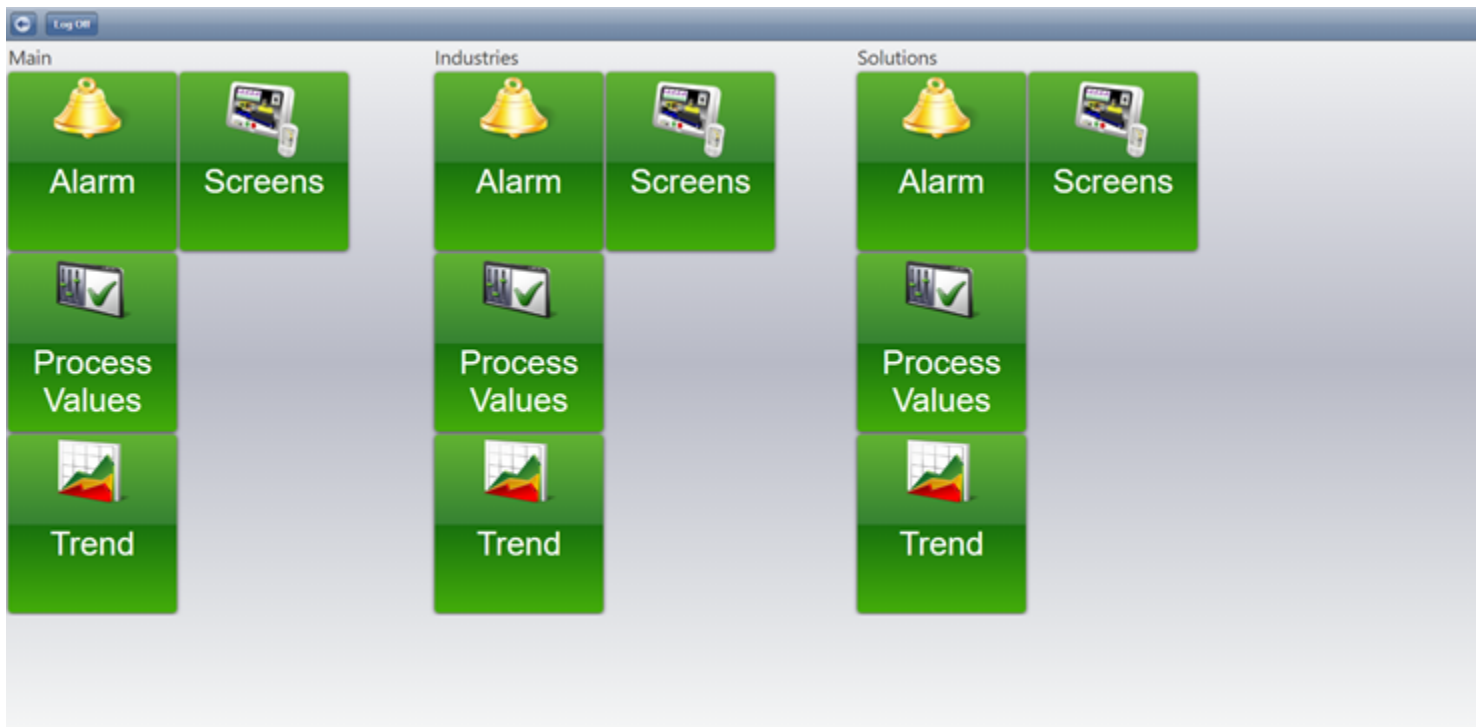 Log Off
Main
Industries
Solutions
Alarm
Screens
Alarm
Screens
Alarm
Screens
Process
Values
Process
Values
Process
Values
Trend
Trend
Trend